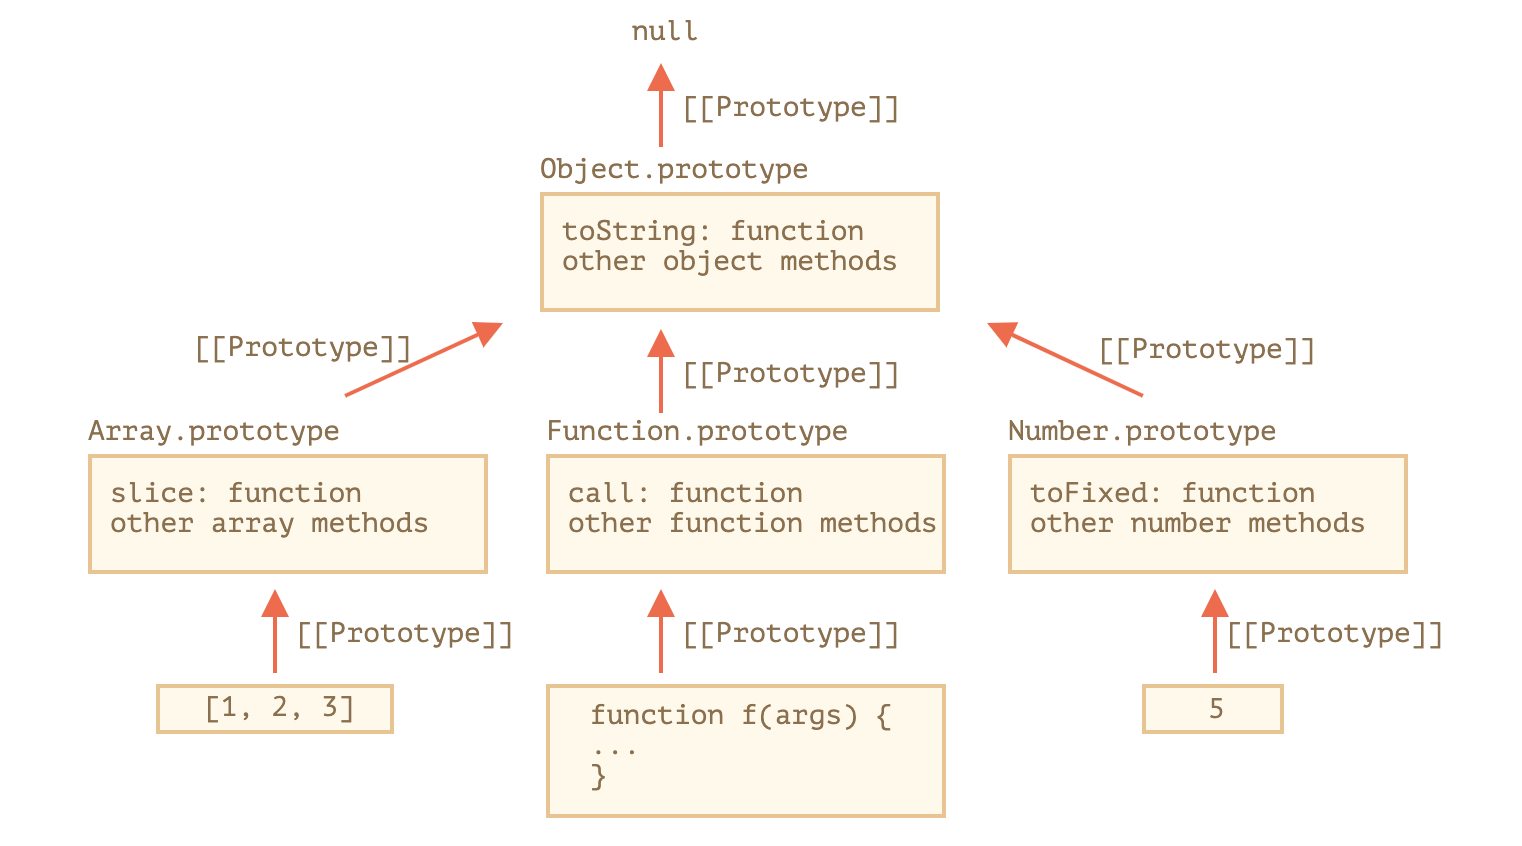 null
[[Prototype]]
Object.prototype
toString: function
other object methods
[[Prototype]]
[[Prototype]]
[[Prototype]]
Array.prototype
Function.prototype
Number.prototype
slice: function
other array methods
call: function
other function methods
toFixed: function
other number methods
[[Prototype]]
[[Prototype]]
[[Prototype]]
[1, 2, 3]
function f(args) {
...
}
5